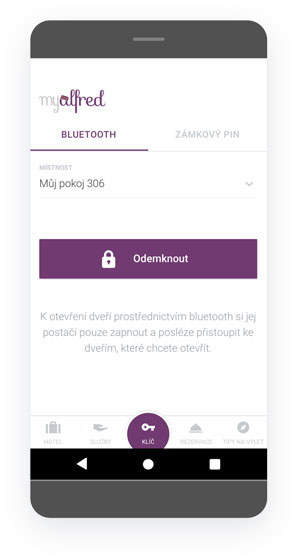 myalfred
BLUETOOTH
ZÁMKOVÝ PIN
MÍSTNOST
Můj pokoj 306
Odemknout
K otevření dveří prostřednictvím bluetooth si jej
postačí pouze zapnout a posléze přistoupit ke
dveřím, které chcete otevřít.
HOTEL
SLUŽBY
KLÍČ
REZERVACE
TIPY NA VÝLET